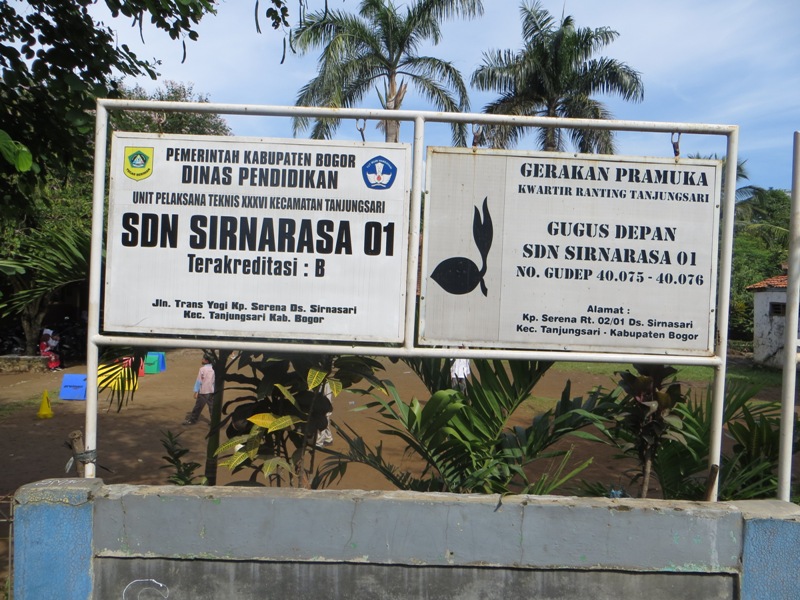 PEMERINTAH KABUPATEN BOGOR
DINAS PENDIDIKAN
UNIT PELAKSANA TEKNIS XXXVI KECAMATAN TANJUNGSARI
SDN SIRNARASA 01
Terakreditasi : B
Jln. Trans Yogi Kp. Serena Ds. Sirnasari
Kec. Tanjungsari Kab. Bogor
GERAKAN PRAMUKA
KWARTIR RANTING TANJUNGSARI
GUGUS DEPAN
SDN SIRNARASA 01
NO. GUDEP 40.075 - 40.076
Alamat :
Kp. Serena Rt. 02/01 Ds. Sirnasari
Kec. Tanjungsari - Kabupaten Bogor